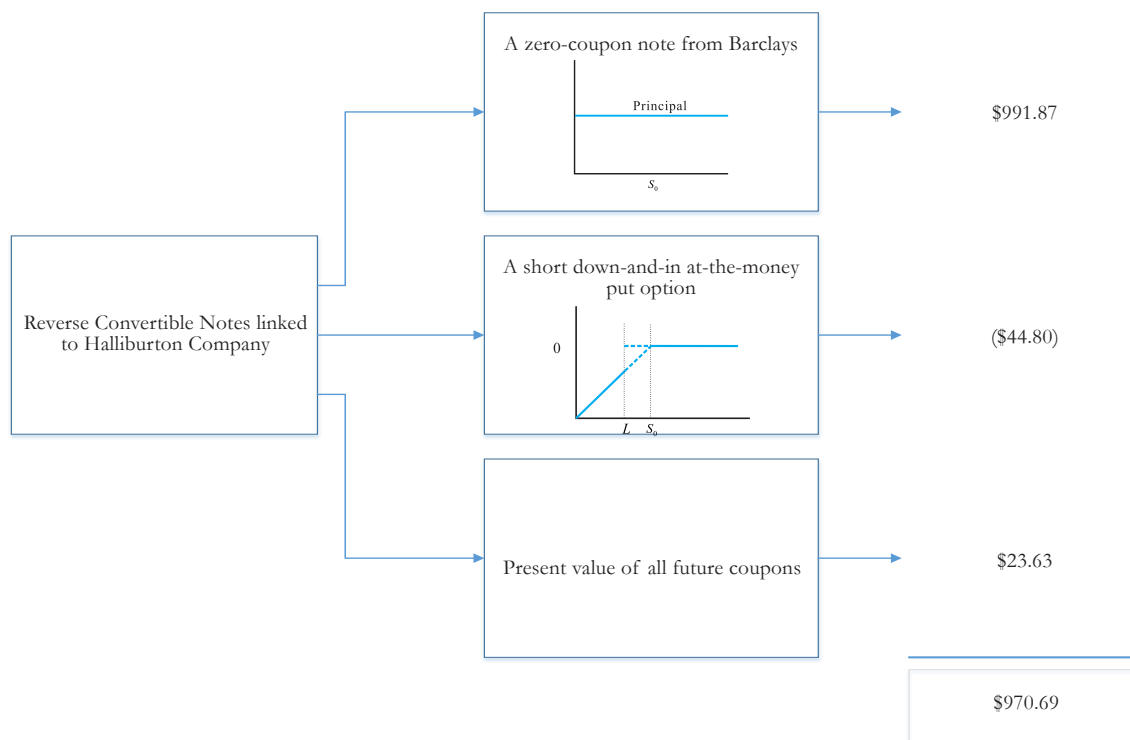 A zero-coupon note from Barclays
Principal
S₀
$991.87
Reverse Convertible Notes linked
to Halliburton Company
A short down-and-in at-the-money
put option
0
L S₀
($44.80)
Present value of all future coupons
$23.63
$970.69